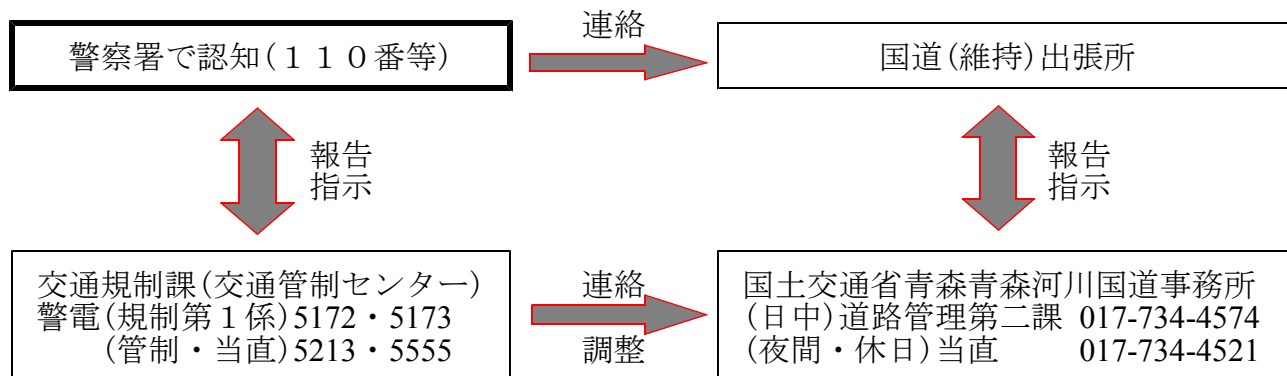 警察署で認知(１１０番等)
連絡
国道(維持)出張所
報告
指示
報告
指示
交通規制課(交通管制センター)
警電(規制第１係)5172・5173
(管制・当直)5213・5555
連絡
調整
国土交通省青森青森河川国道事務所
(日中)道路管理第二課 017-734-4574
(夜間・休日)当直 017-734-4521